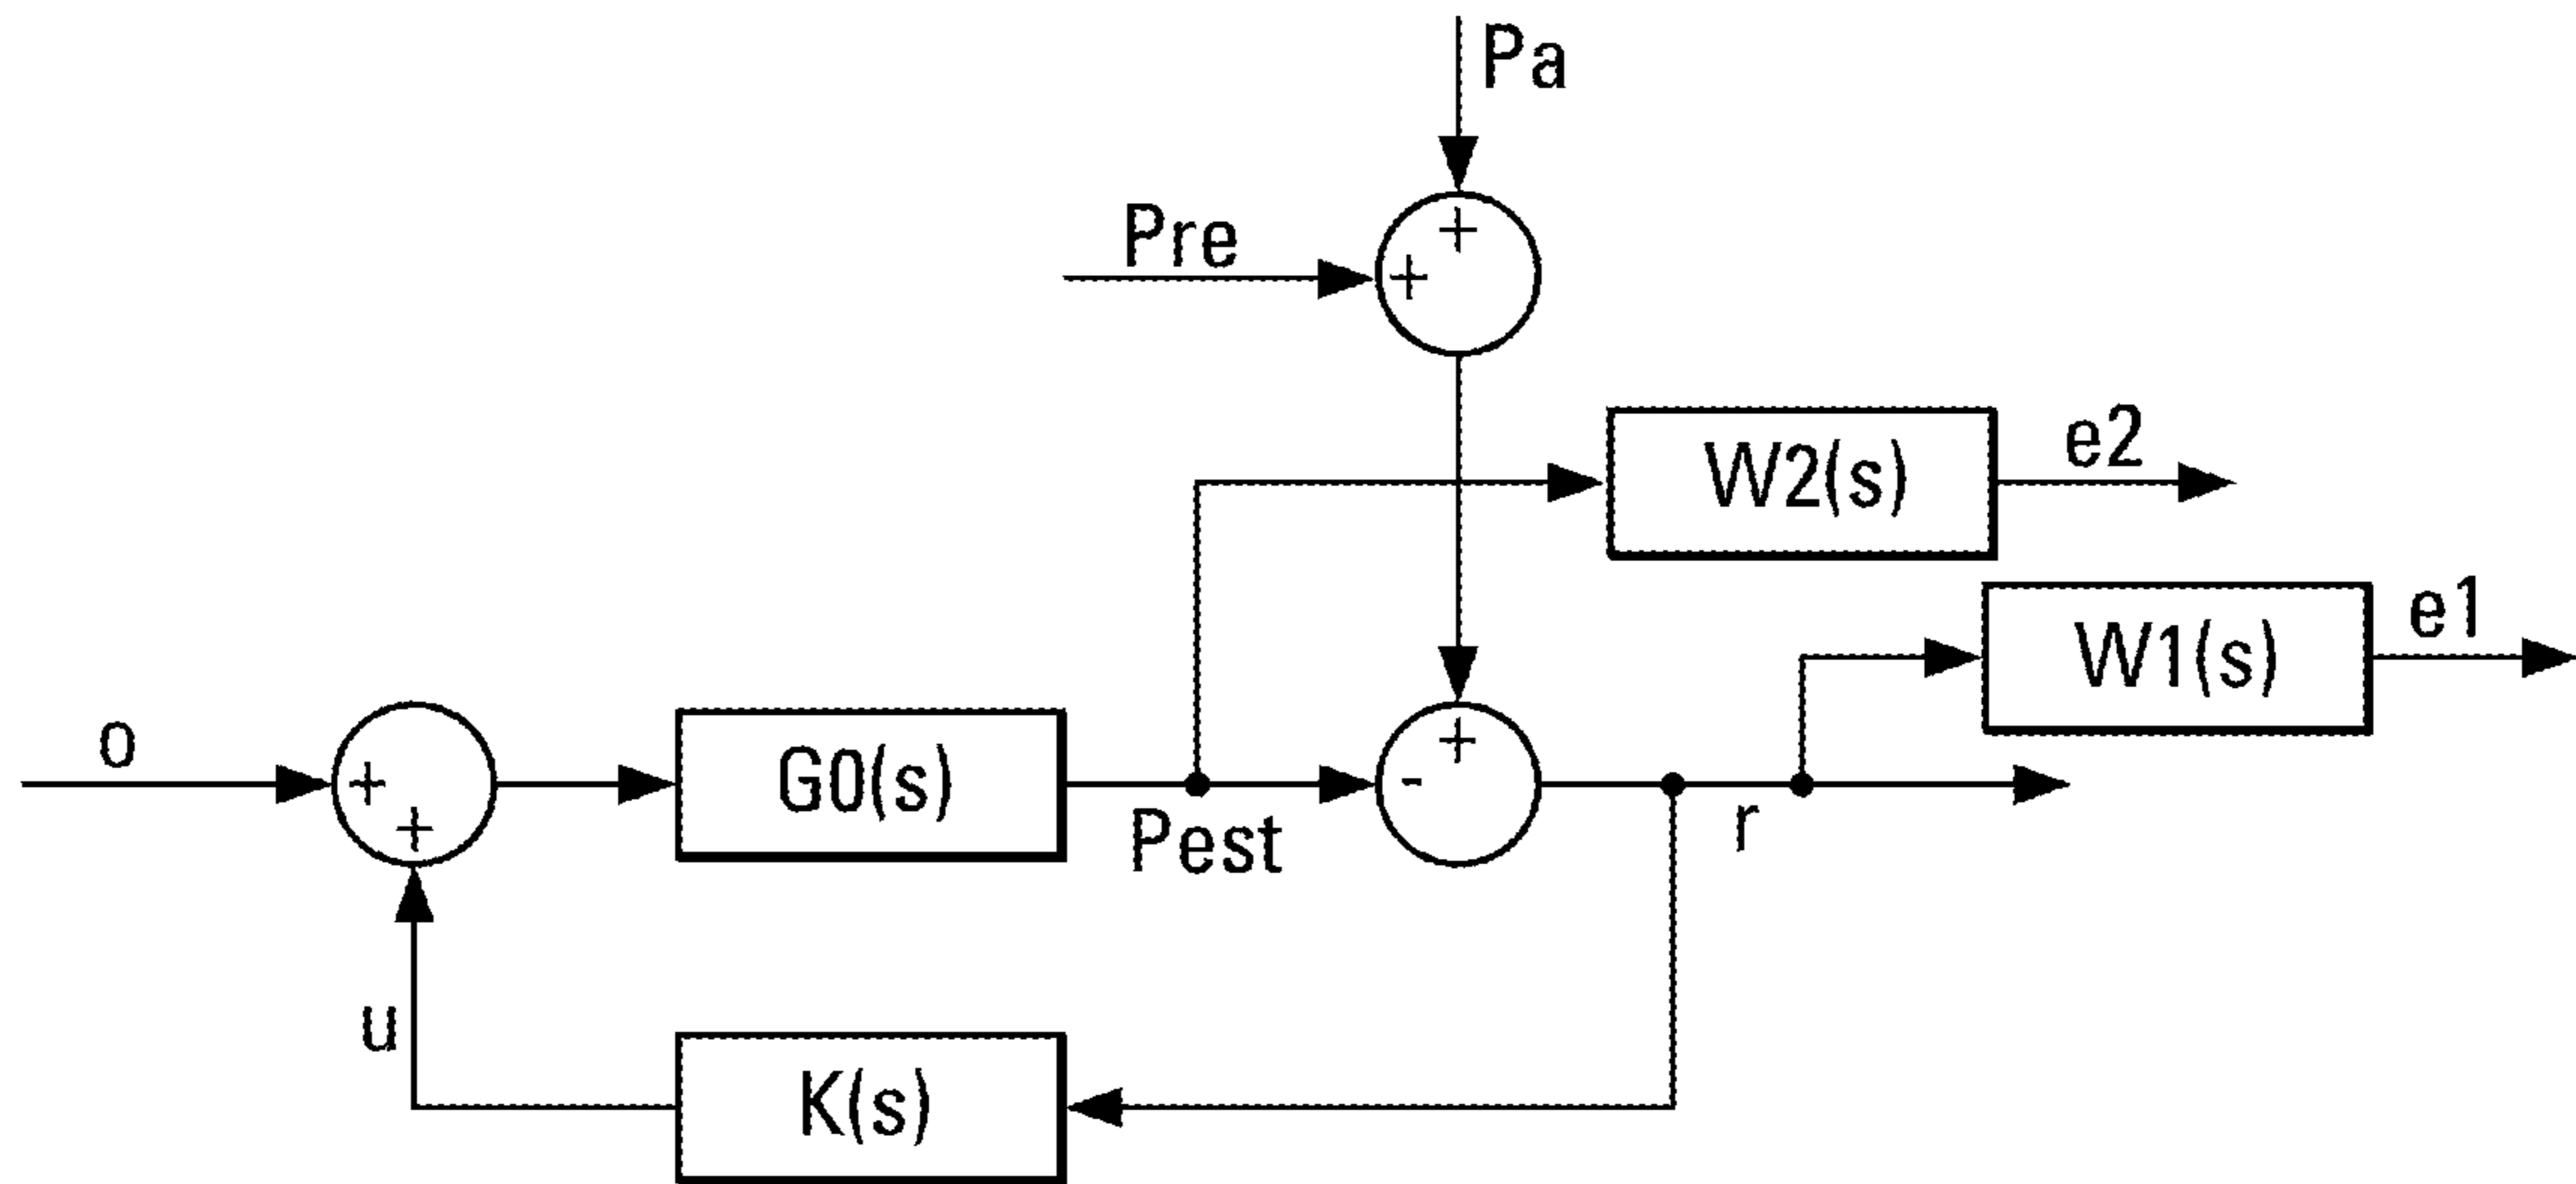 Pa
+
Pre
+
W2(s)
e2
W1(s)
e1
o
+
+
G0(s)
Pest
+
-
r
u
K(s)